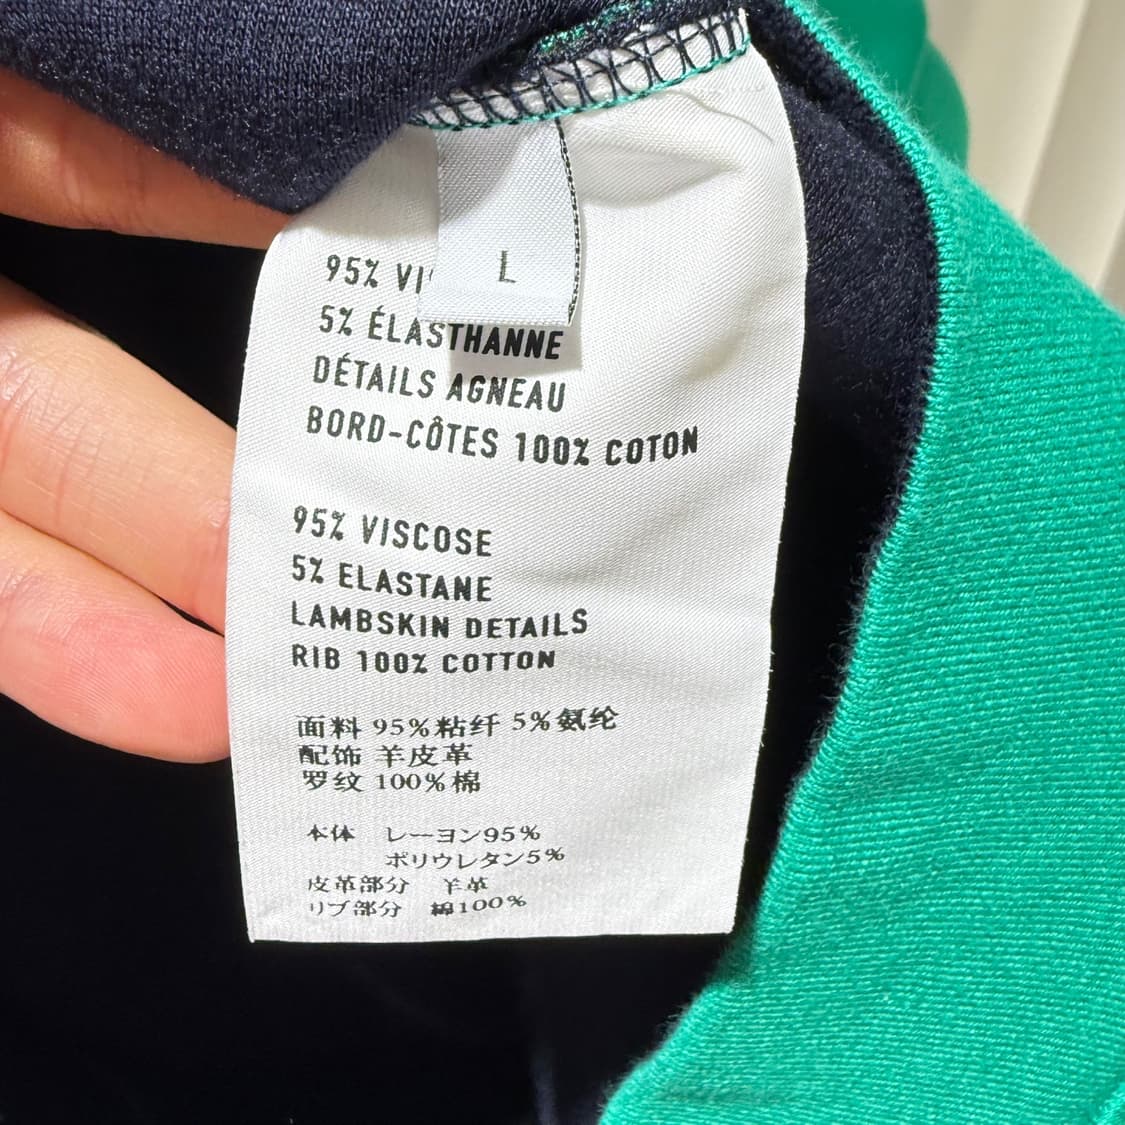 L
95% VI
5% ÉLASTHANNE
DÉTAILS AGNEAU
BORD-CÔTES 100% COTON
95% VISCOSE
5% ELASTANE
LAMBSKIN DETAILS
RIB 100% COTTON
面料 95%粘纤 5%氨纶
配饰 羊皮革
罗纹 100%棉
本体 レーヨン95%
ポリウレタン5%
皮革部分 羊革
リブ部分 綿100%